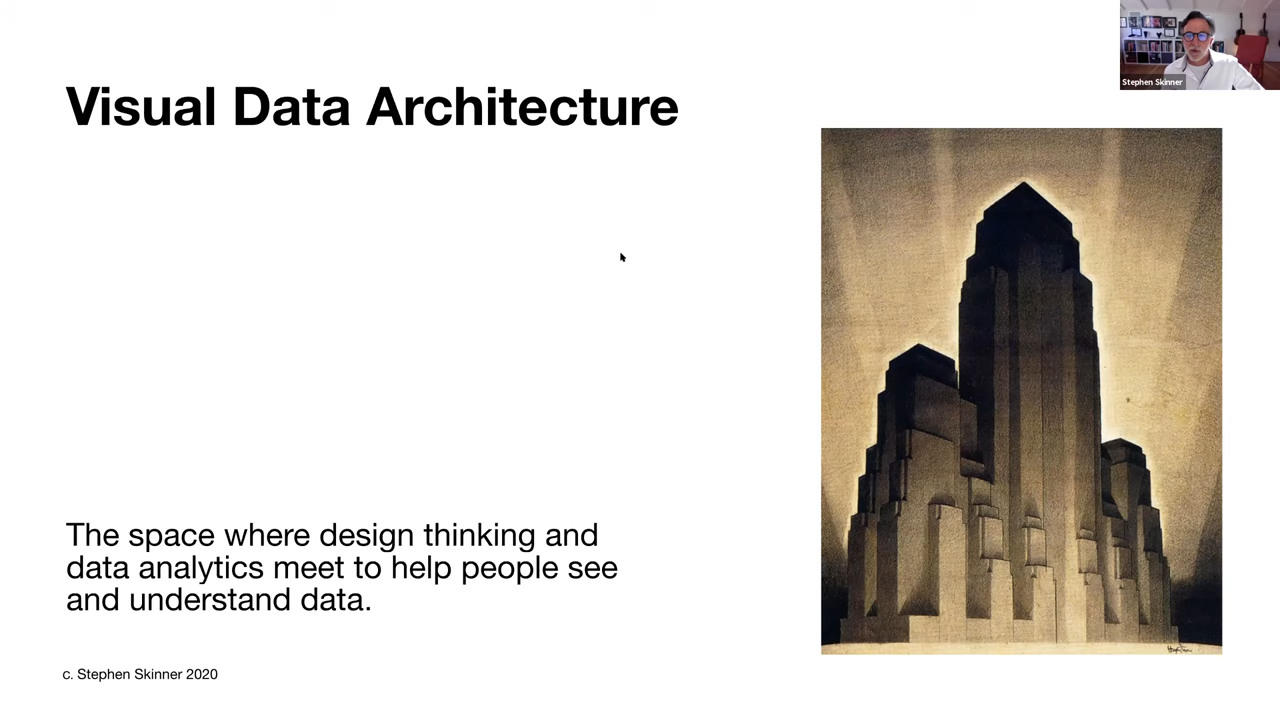 Stephen Skinner
Visual Data Architecture
The space where design thinking and
data analytics meet to help people see
and understand data.
c. Stephen Skinner 2020